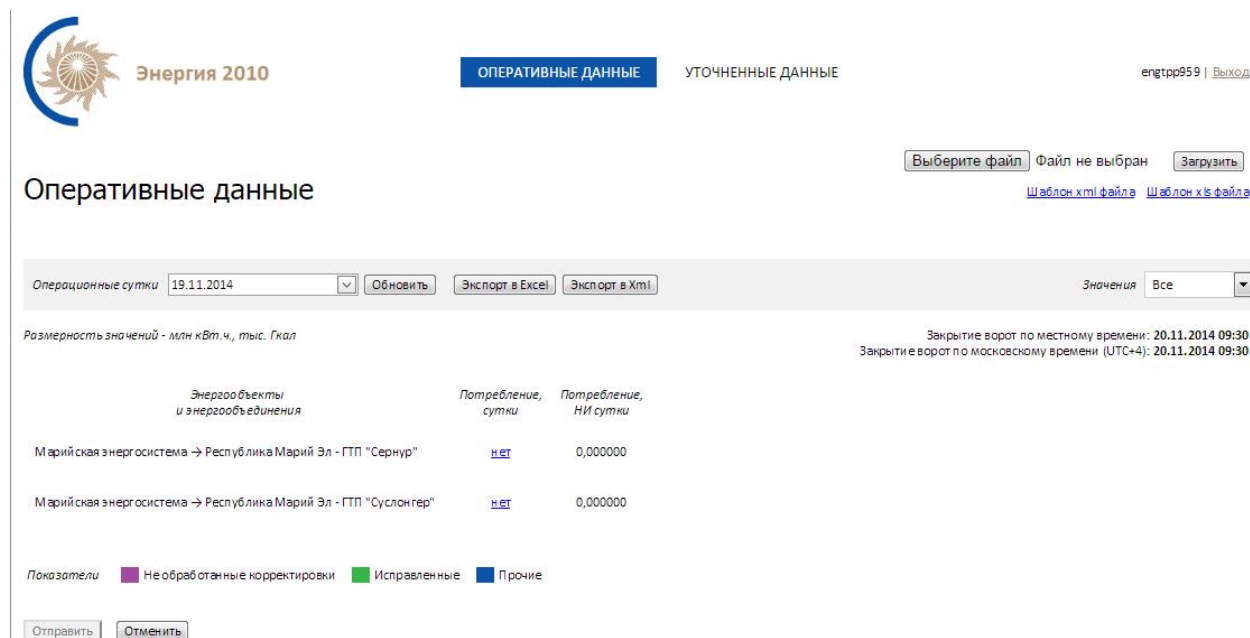 Энергия 2010
ОПЕРАТИВНЫЕ ДАННЫЕ УТОЧНЕННЫЕ ДАННЫЕ
engtpp959 | Выход
Выберите файл Файл не выбран Загрузить
Оперативные данные
Шаблон xml файла Шаблон xls файла
Операционные сутки 19.11.2014 Обновить Экспорт в Excel Экспорт в Xml Значения Все
Размерность значений - млн кВт.ч., тыс. Гкал
Закрытие ворот по местному времени: 20.11.2014 09:30
Закрытие ворот по московскому времени (UTC+4): 20.11.2014 09:30
Энергообъекты Потребление, Потребление,
и энергообъединения сутки НИ сутки
Марийская энергосистема → Республика Марий Эл - ГТП "Сернур" нет 0,000000
Марийская энергосистема → Республика Марий Эл - ГТП "Суслонгер" нет 0,000000
Показатели Не обработанные корректировки Исправленные Прочие
Отправить Отменить